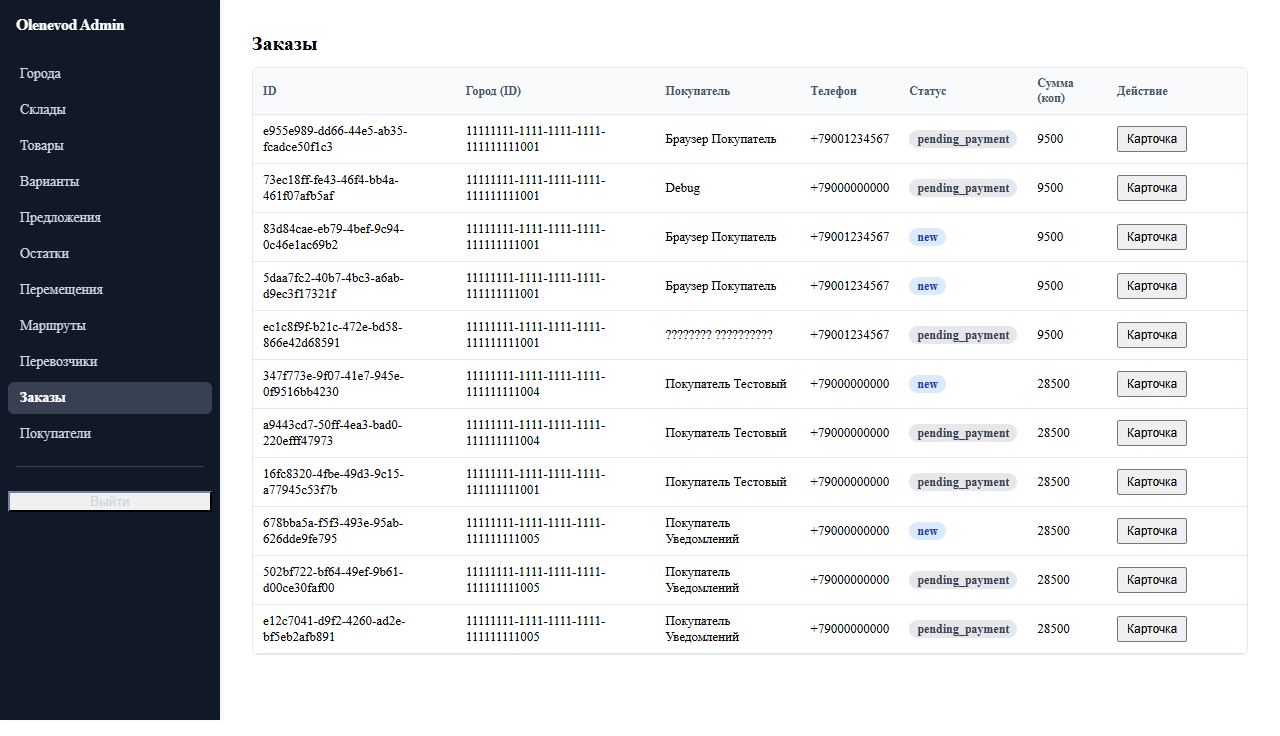 Olenevod Admin
Города
Склады
Товары
Варианты
Предложения
Остатки
Перемещения
Маршруты
Перевозчики
Заказы
Покупатели
Выйти
Заказы
ID Город (ID) Покупатель Телефон Статус Сумма (коп) Действие
e955e989-dd66-44e5-ab35-fcadce50f1c3 11111111-1111-1111-1111-111111111001 Браузер Покупатель +79001234567 pending_payment 9500 Карточка
73ec18ff-fe43-46f4-bb4a-461f07afb5af 11111111-1111-1111-1111-111111111001 Debug +79000000000 pending_payment 9500 Карточка
83d84cae-eb79-4bef-9c94-0c46e1ac69b2 11111111-1111-1111-1111-111111111001 Браузер Покупатель +79001234567 new 9500 Карточка
5daa7fc2-40b7-4bc3-a6ab-d9ec3f17321f 11111111-1111-1111-1111-111111111001 Браузер Покупатель +79001234567 new 9500 Карточка
ec1c8f9f-b21c-472e-bd58-866e42d68591 11111111-1111-1111-1111-111111111001 ???????? ?????????? +79001234567 pending_payment 9500 Карточка
347f773e-9f07-41e7-945e-0f9516bb4230 11111111-1111-1111-1111-111111111004 Покупатель Тестовый +79000000000 new 28500 Карточка
a9443cd7-50ff-4ea3-bad0-220efff47973 11111111-1111-1111-1111-111111111004 Покупатель Тестовый +79000000000 pending_payment 28500 Карточка
16fc8320-4fbe-49d3-9c15-a77945c53f7b 11111111-1111-1111-1111-111111111001 Покупатель Тестовый +79000000000 pending_payment 28500 Карточка
678bba5a-f5f3-493e-95ab-626dde9fe795 11111111-1111-1111-1111-111111111005 Покупатель Уведомлений +79000000000 new 28500 Карточка
502bf722-bf64-49ef-9b61-d00ce30faf00 11111111-1111-1111-1111-111111111005 Покупатель Уведомлений +79000000000 pending_payment 28500 Карточка
e12c7041-d9f2-4260-ad2e-bf5eb2afb891 11111111-1111-1111-1111-111111111005 Покупатель Уведомлений +79000000000 pending_payment 28500 Карточка